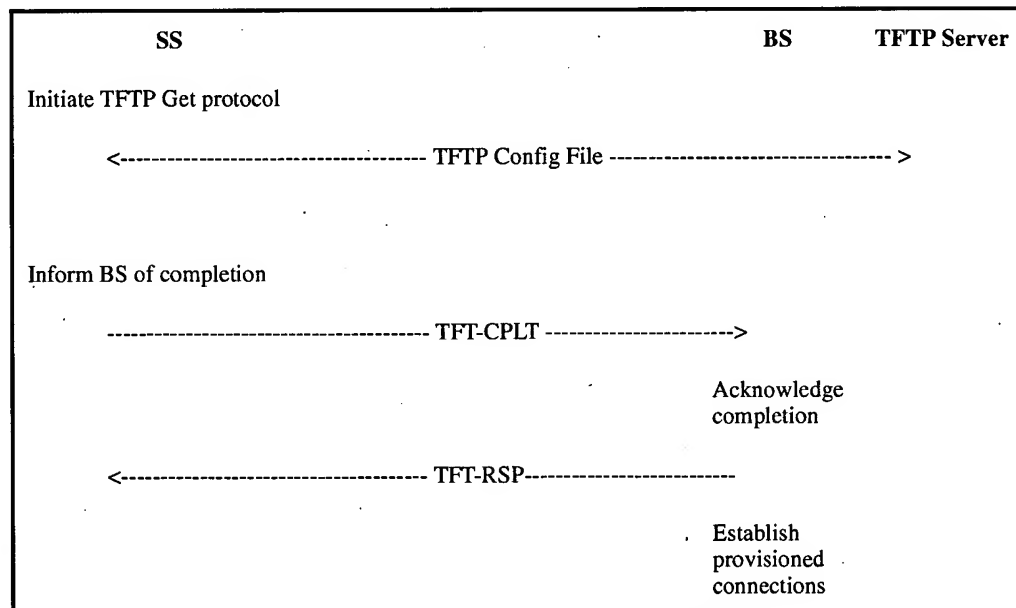 SS BS TFTP Server
Initiate TFTP Get protocol
<------------------------------------- TFTP Config File ----------------------------------- >
Inform BS of completion
---------------------------------------- TFT-CPLT ----------------------->
Acknowledge
completion
<------------------------------------- TFT-RSP--------------------------
Establish
provisioned
connections